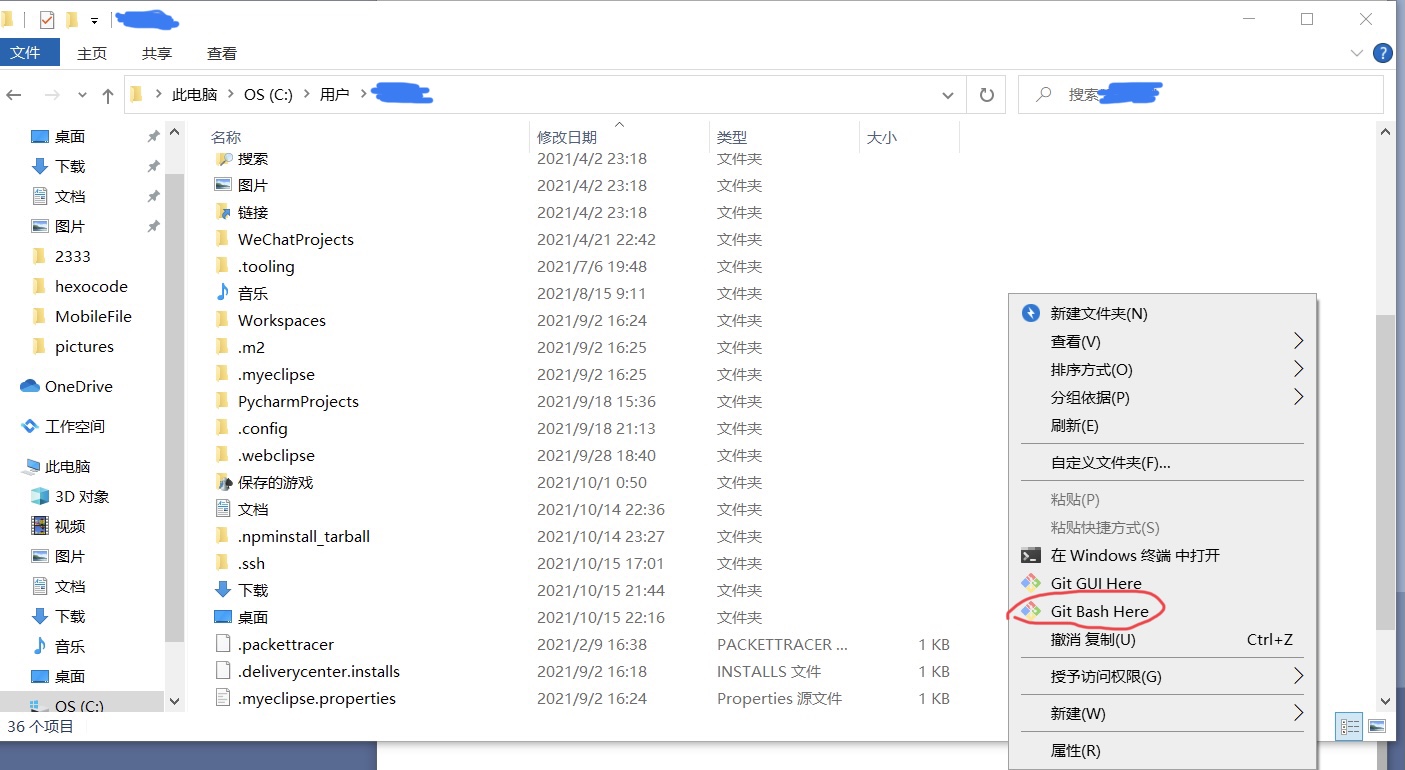 文件 主页 共享 查看 ?
此电脑 OS (C:) 用户 搜索
桌面
下载
文档
图片
2333
hexocode
MobileFile
pictures
OneDrive
工作空间
此电脑
3D 对象
视频
图片
文档
下载
音乐
桌面
OS (C:)
名称 修改日期 类型 大小
搜索 2021/4/2 23:18 文件夹
图片 2021/4/2 23:18 文件夹
链接 2021/4/2 23:18 文件夹
WeChatProjects 2021/4/21 22:42 文件夹
.tooling 2021/7/6 19:48 文件夹
音乐 2021/8/15 9:11 文件夹
Workspaces 2021/9/2 16:24 文件夹
.m2 2021/9/2 16:25 文件夹
.myeclipse 2021/9/2 16:25 文件夹
PycharmProjects 2021/9/18 15:36 文件夹
.config 2021/9/18 21:13 文件夹
.webclipse 2021/9/28 18:40 文件夹
保存的游戏 2021/10/1 0:50 文件夹
文档 2021/10/14 22:36 文件夹
.npminstall_tarball 2021/10/14 23:27 文件夹
.ssh 2021/10/15 17:01 文件夹
下载 2021/10/15 21:44 文件夹
桌面 2021/10/15 22:16 文件夹
.packettracer 2021/2/9 16:38 PACKETTRACER ... 1 KB
.deliverycenter.installs 2021/9/2 16:18 INSTALLS 文件 1 KB
.myeclipse.properties 2021/9/2 16:24 Properties 源文件 1 KB
新建文件夹(N)
查看(V)
排序方式(O)
分组依据(P)
刷新(E)
自定义文件夹(F)...
粘贴(P)
粘贴快捷方式(S)
在 Windows 终端 中打开
Git GUI Here
Git Bash Here
撤消 复制(U) Ctrl+Z
授予访问权限(G)
新建(W)
属性(R)
36 个项目